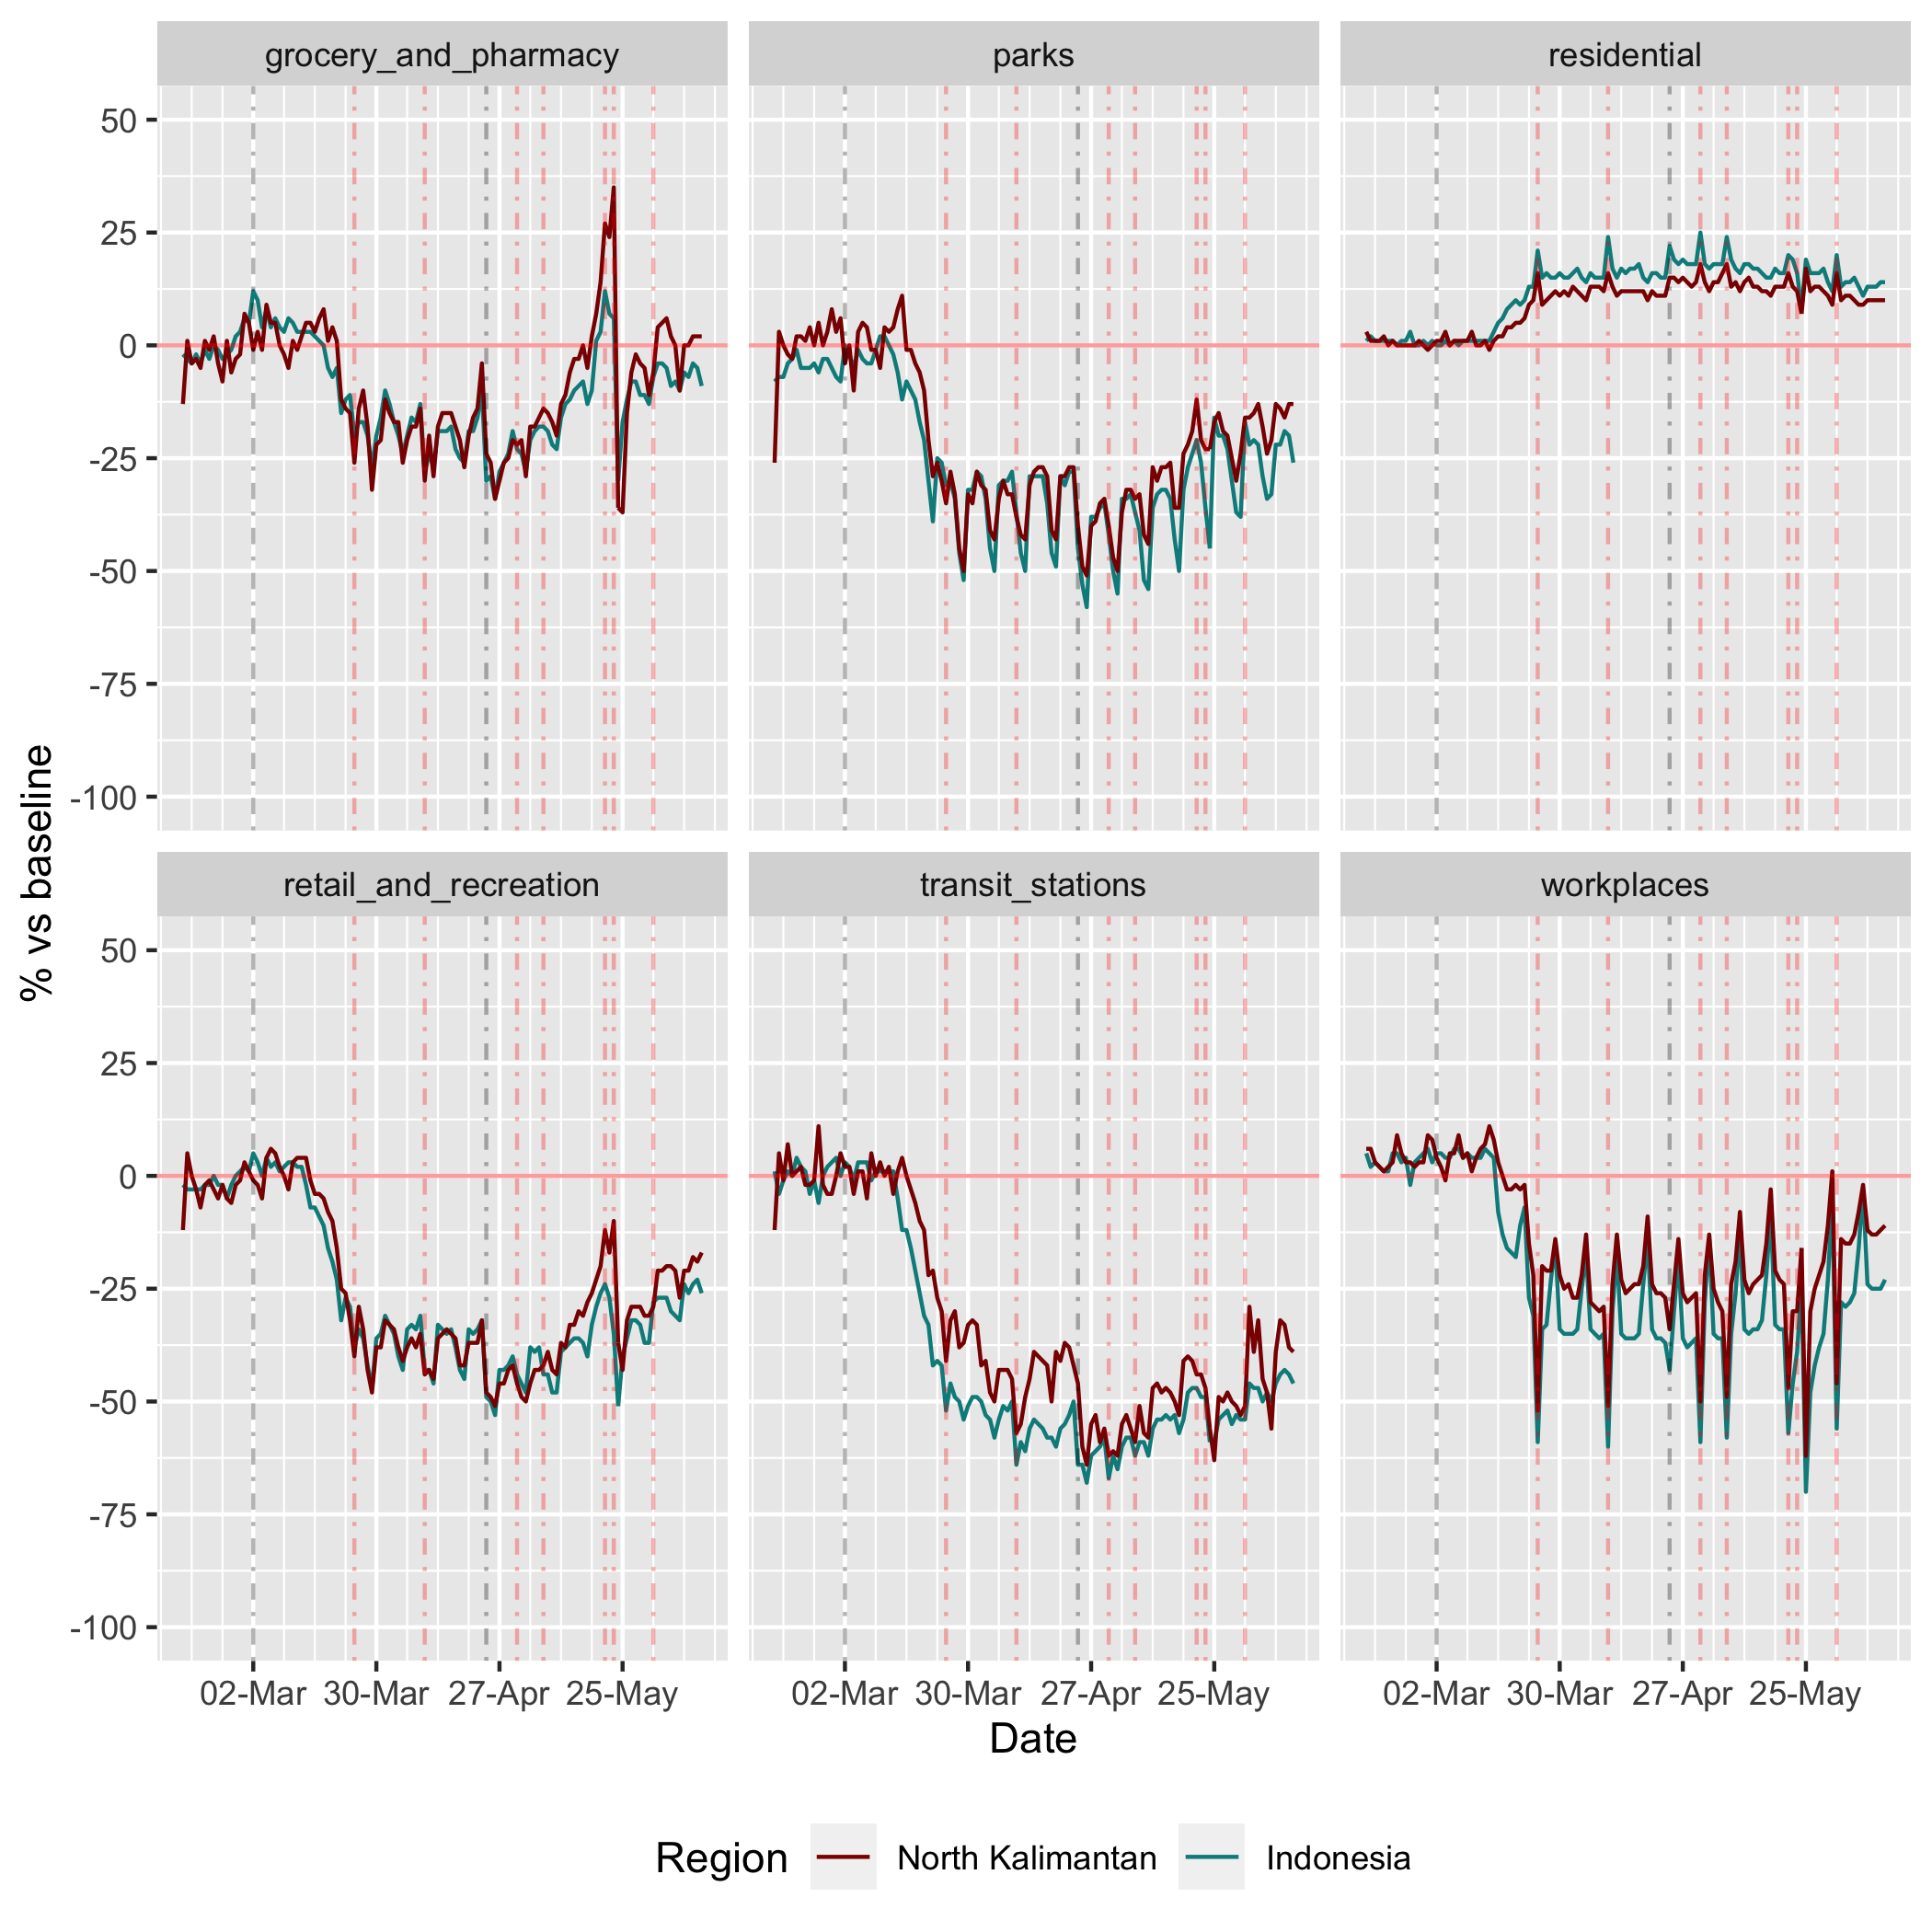 grocery_and_pharmacy
parks
residential
50
25
0
-25
-50
-75
-100
% vs baseline
retail_and_recreation
transit_stations
workplaces
50
25
0
-25
-50
-75
-100
02-Mar 30-Mar 27-Apr 25-May
02-Mar 30-Mar 27-Apr 25-May
02-Mar 30-Mar 27-Apr 25-May
Date
Region North Kalimantan Indonesia